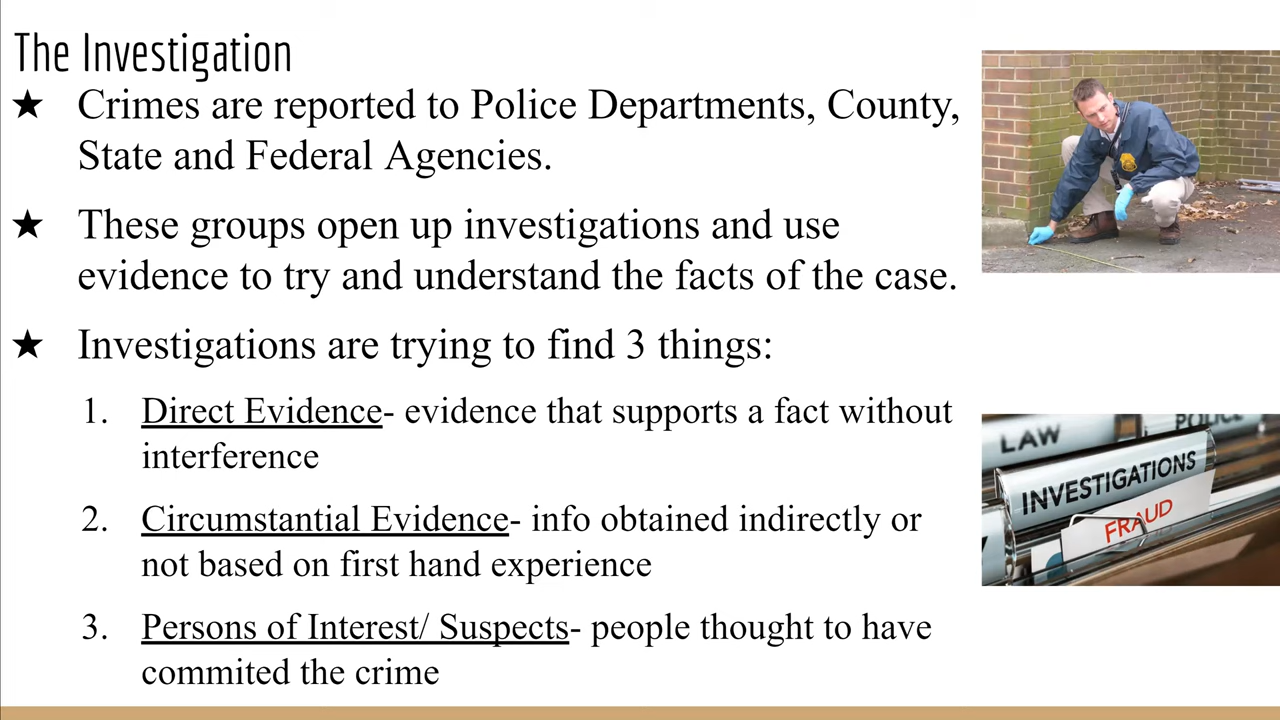 The Investigation
★ Crimes are reported to Police Departments, County,
State and Federal Agencies.
★ These groups open up investigations and use
evidence to try and understand the facts of the case.
★ Investigations are trying to find 3 things:
1. Direct Evidence- evidence that supports a fact without
interference
2. Circumstantial Evidence- info obtained indirectly or
not based on first hand experience
3. Persons of Interest/ Suspects- people thought to have
commited the crime
LAW
POLICE
INVESTIGATIONS
FRAUD